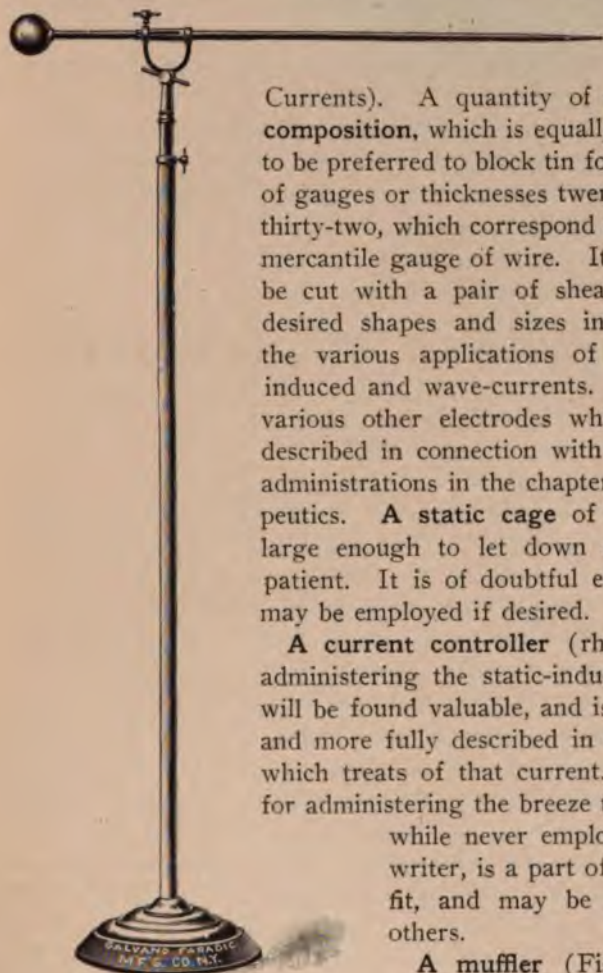 Currents). A quantity of
composition, which is equall
to be preferred to block tin fo
of gauges or thicknesses twen
thirty-two, which correspond
mercantile gauge of wire. It
be cut with a pair of shea
desired shapes and sizes in
the various applications of
induced and wave-currents.
various other electrodes wh
described in connection with
administrations in the chapter
peutics. A static cage of
large enough to let down
patient. It is of doubtful e
may be employed if desired.
A current controller (rh
administering the static-indu
will be found valuable, and is
and more fully described in
which treats of that current.
for administering the breeze
while never emplo
writer, is a part of
fit, and may be
others.
A muffler (Fi
GALVANO FARADIC
M'F'G. CO. N.Y.